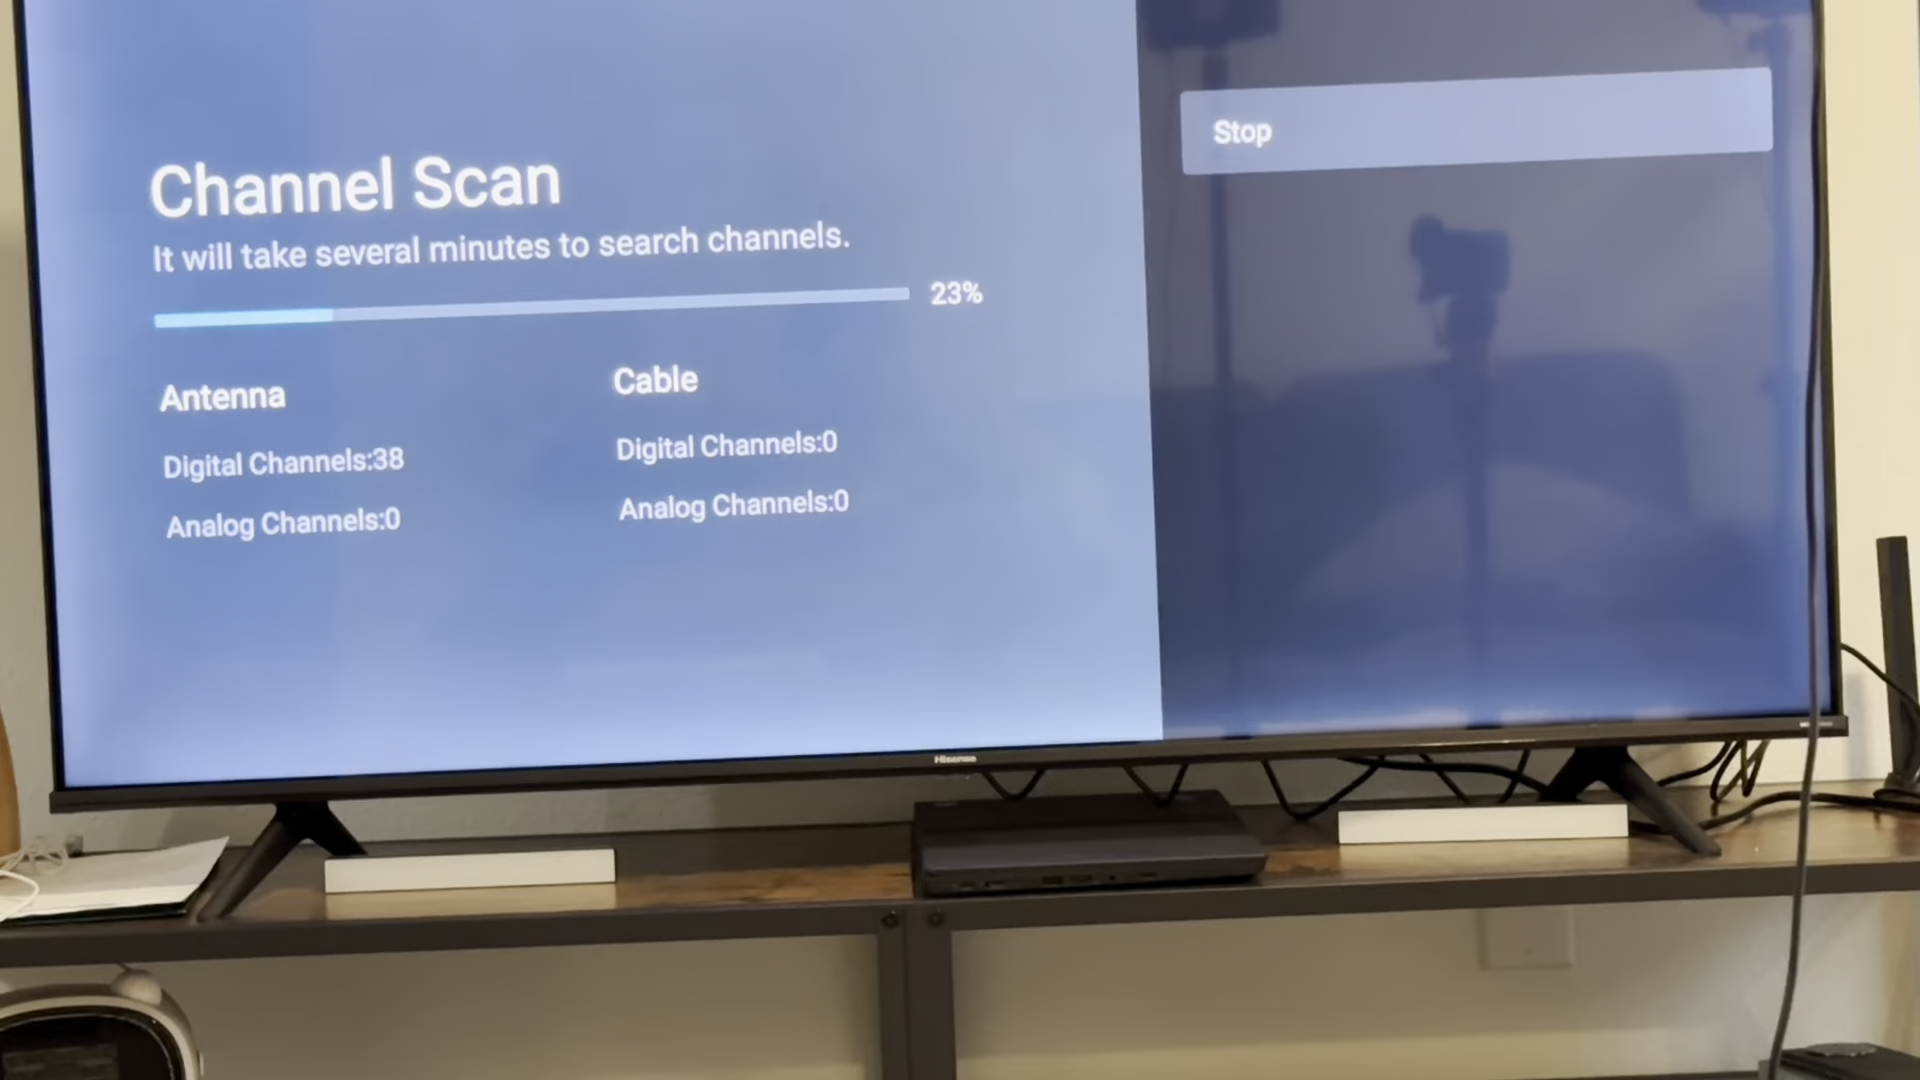 Channel Scan
It will take several minutes to search channels.
23%
Antenna
Digital Channels:38
Analog Channels:0
Cable
Digital Channels:0
Analog Channels:0
Stop
Hisense